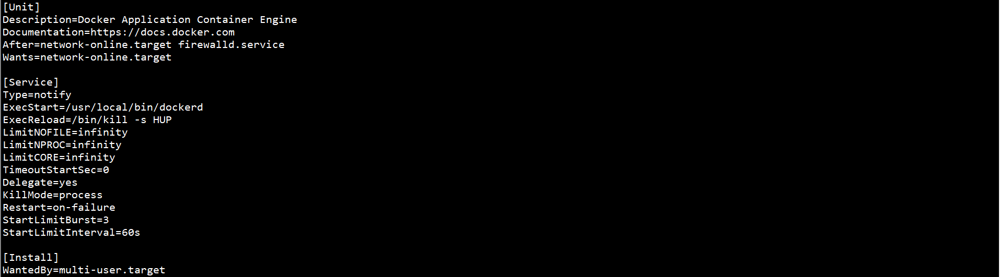 [Unit]
Description=Docker Application Container Engine
Documentation=https://docs.docker.com
After=network-online.target firewalld.service
Wants=network-online.target

[Service]
Type=notify
ExecStart=/usr/local/bin/dockerd
ExecReload=/bin/kill -s HUP
LimitNOFILE=infinity
LimitNPROC=infinity
LimitCORE=infinity
TimeoutStartSec=0
Delegate=yes
KillMode=process
Restart=on-failure
StartLimitBurst=3
StartLimitInterval=60s

[Install]
WantedBy=multi-user.target